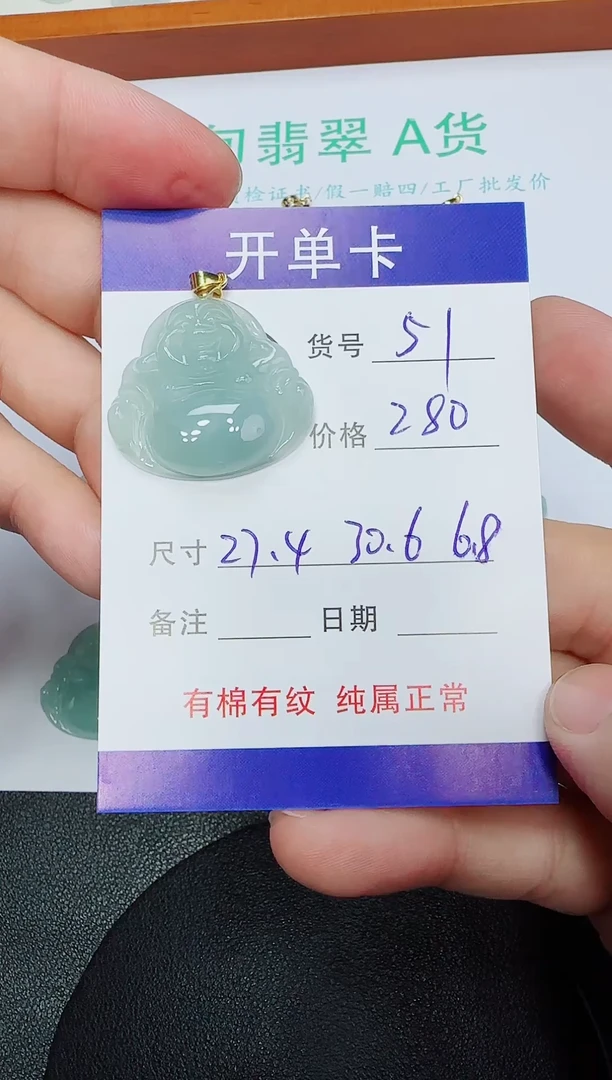 翡翠 A货
检证书/假一赔四/工厂批发价
开单卡
货号 51
价格 280
尺寸 27.4 30.6 6.8
备注 日期
有棉有纹 纯属正常